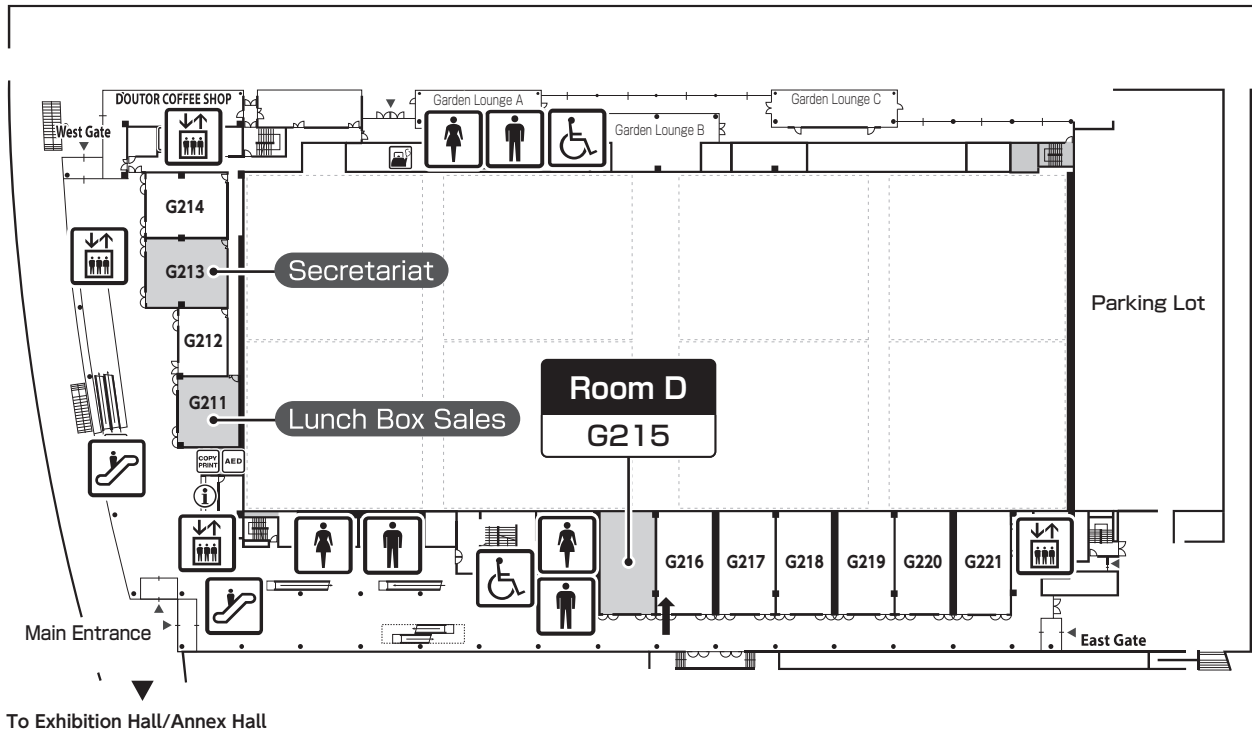 DOUTOR COFFEE SHOP
Garden Lounge A
Garden Lounge C
West Gate
Garden Lounge B
G214
G213
Secretariat
Parking Lot
G212
Room D
G215
G211
Lunch Box Sales
COPY
PRINT
AED
i
G216
G217
G218
G219
G220
G221
Main Entrance
East Gate
To Exhibition Hall/Annex Hall